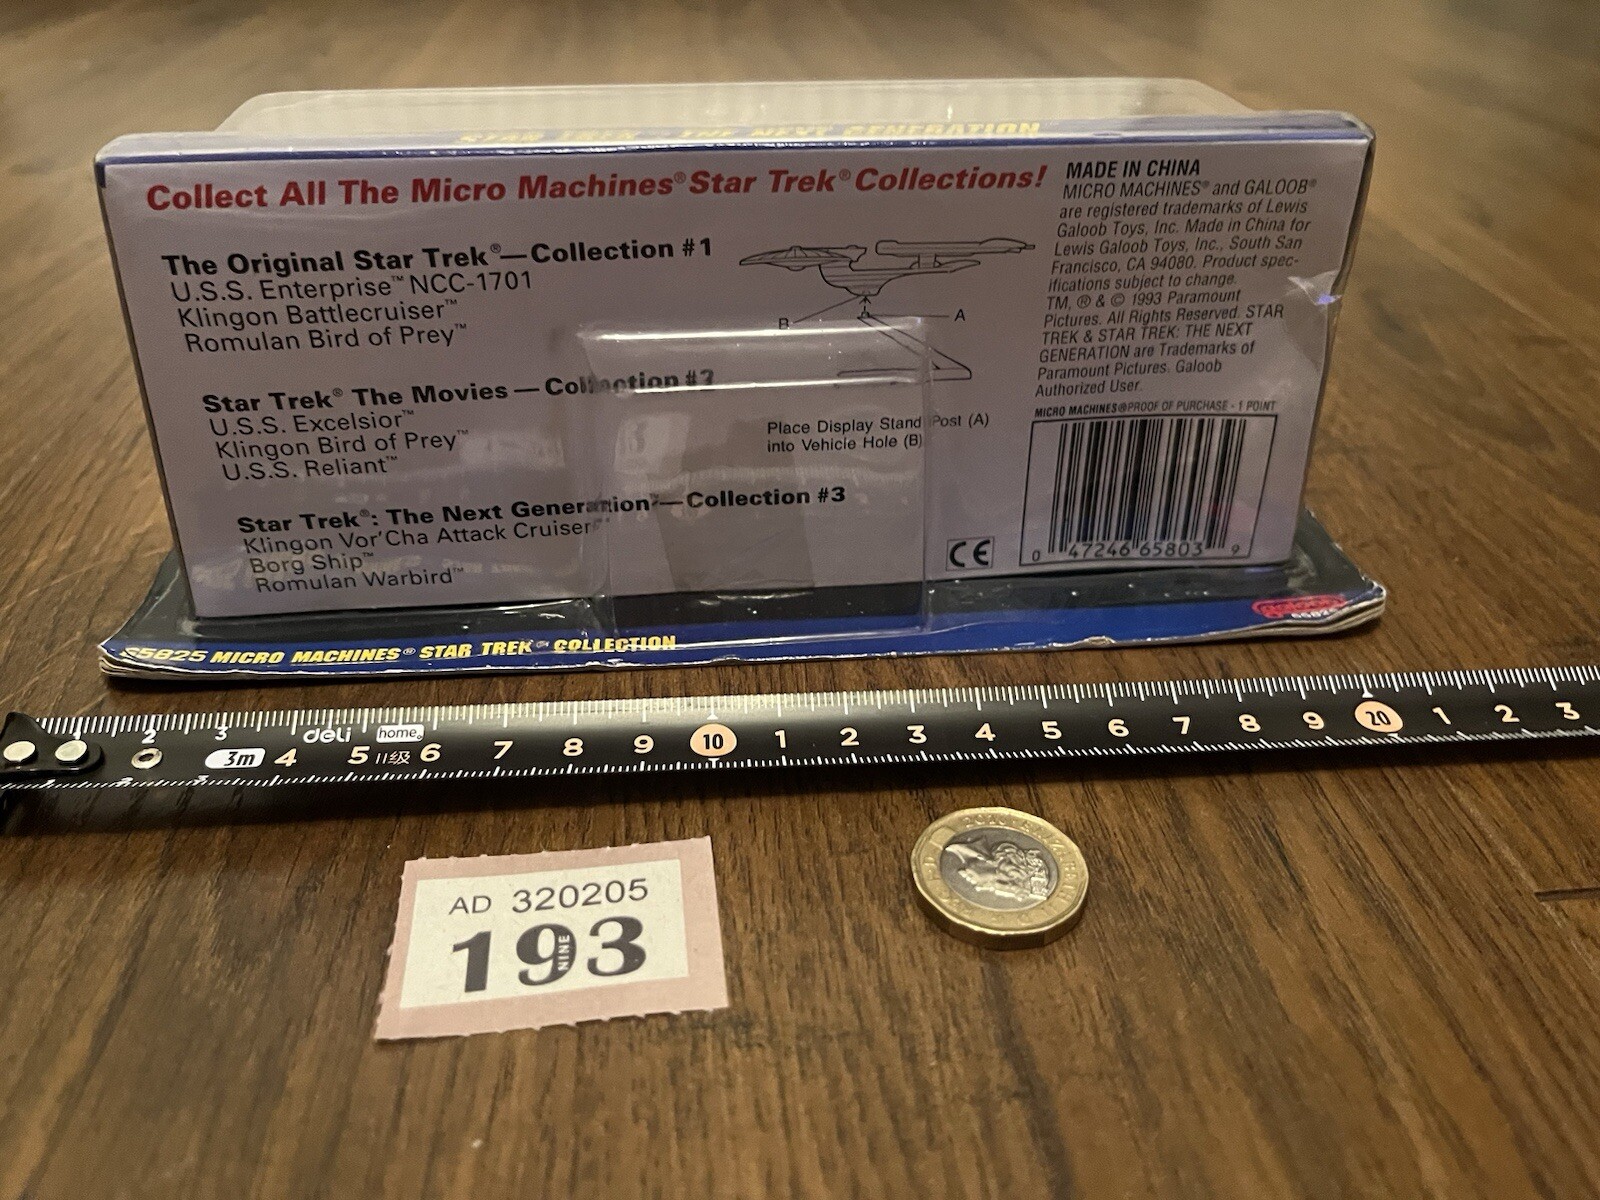 STAR TREK THE NEXT GENERATION
Collect All The Micro Machines® Star Trek® Collections!
The Original Star Trek®—Collection #1
U.S.S. Enterprise™ NCC-1701
Klingon Battlecruiser™
Romulan Bird of Prey™
Star Trek® The Movies — Collection #2
U.S.S. Excelsior™
Klingon Bird of Prey™
U.S.S. Reliant™
Star Trek®: The Next Generation™—Collection #3
Klingon Vor'Cha Attack Cruiser™
Borg Ship™
Romulan Warbird™
B
A
Place Display Stand Post (A)
into Vehicle Hole (B)
MADE IN CHINA
MICRO MACHINES® and GALOOB®
are registered trademarks of Lewis
Galoob Toys, Inc. Made in China for
Lewis Galoob Toys, Inc., South San
Francisco, CA 94080. Product spec-
ifications subject to change.
TM, ® & © 1993 Paramount
Pictures. All Rights Reserved. STAR
TREK & STAR TREK: THE NEXT
GENERATION are Trademarks of
Paramount Pictures. Galoob
Authorized User.
MICRO MACHINES® PROOF OF PURCHASE - 1 POINT
0 47246 65803 9
CE
65825 MICRO MACHINES® STAR TREK™ COLLECTION
galoob
65825
1 2 3 deli home
3m 4 5 II级 6 7 8 9 10 1 2 3 4 5 6 7 8 9 20 1 2 3
AD 320205
193
NINE